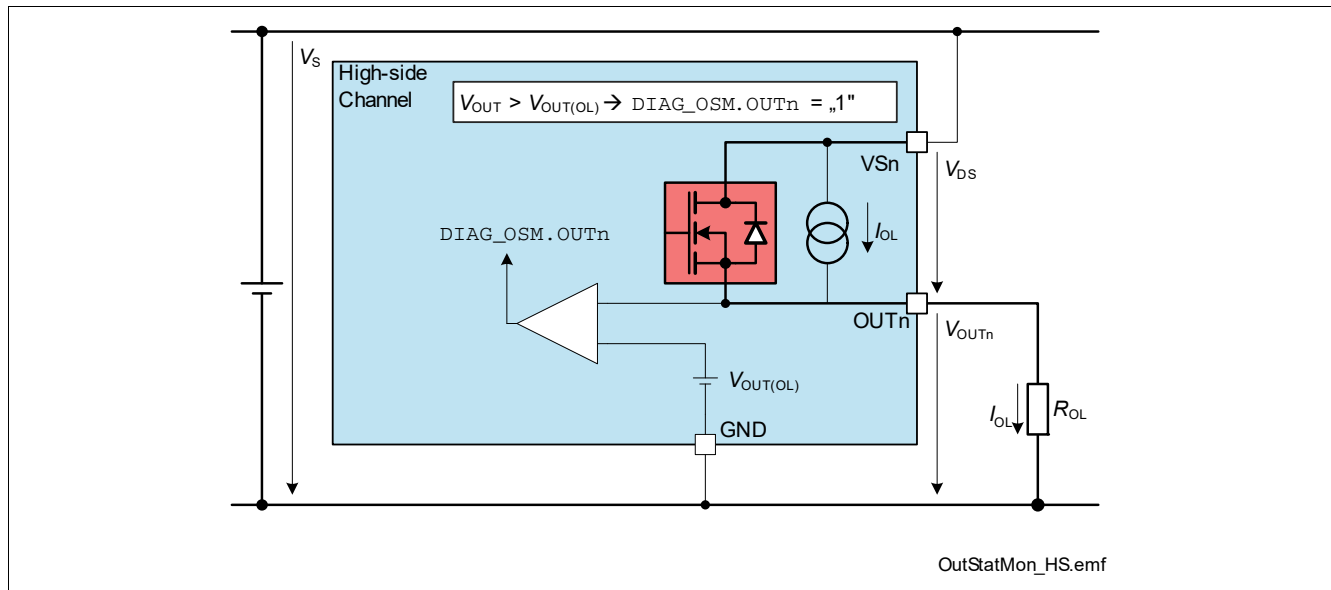 VS
High-side
Channel
VOUT > VOUT(OL) → DIAG_OSM.OUTn = „1"
VSn
VDS
IOL
DIAG_OSM.OUTn
OUTn
VOUTn
VOUT(OL)
IOL
ROL
GND
OutStatMon_HS.emf